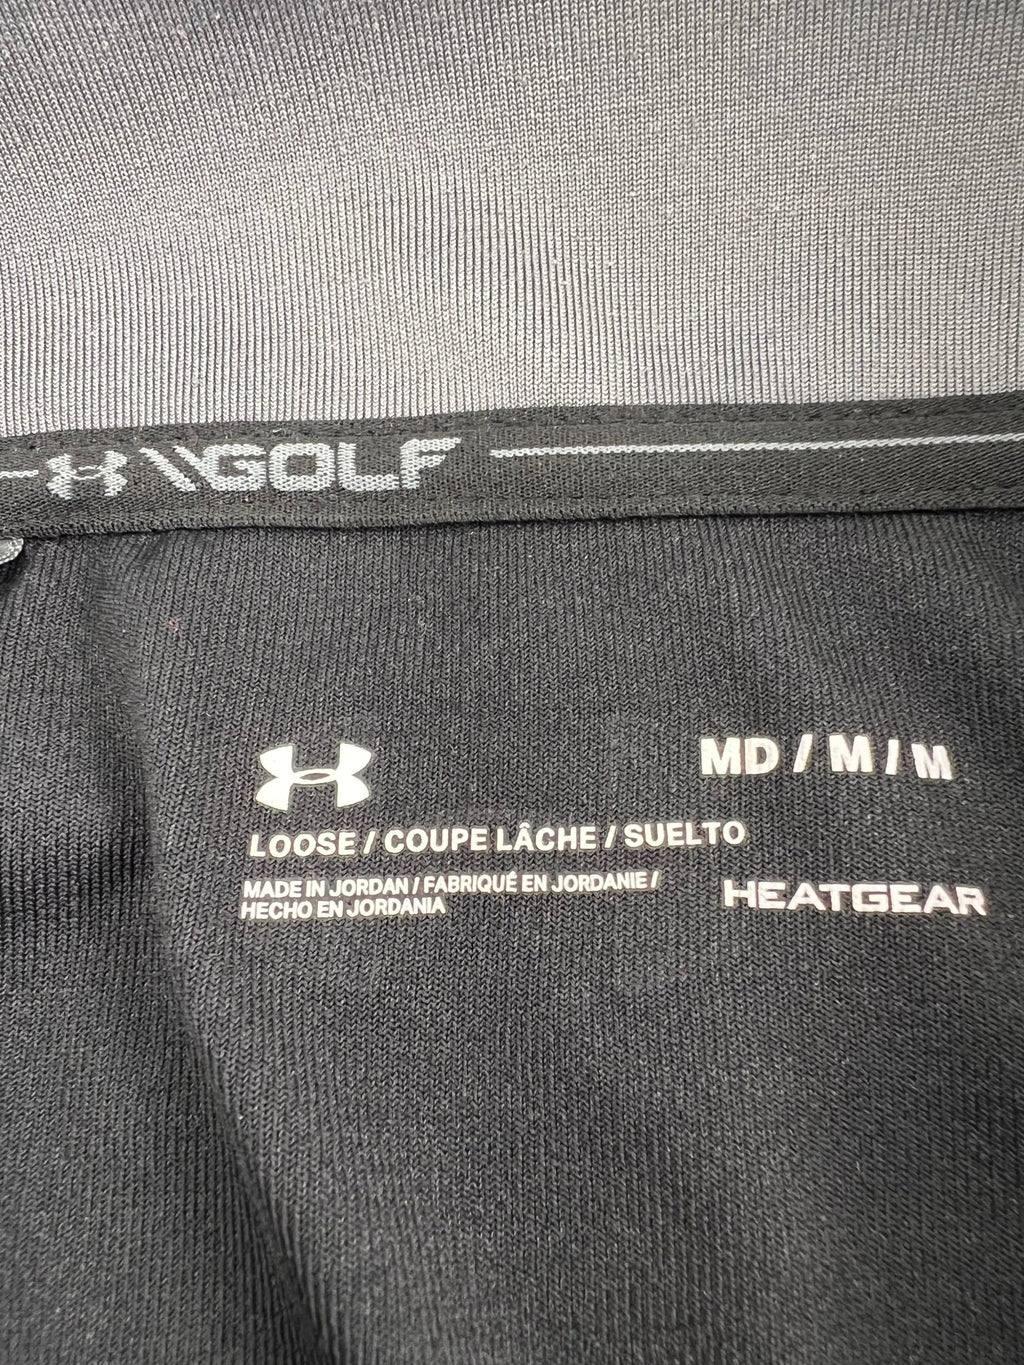 \\GOLF
MD / M / M
LOOSE / COUPE LÂCHE / SUELTO
MADE IN JORDAN / FABRIQUÉ EN JORDANIE /
HECHO EN JORDANIA
HEATGEAR